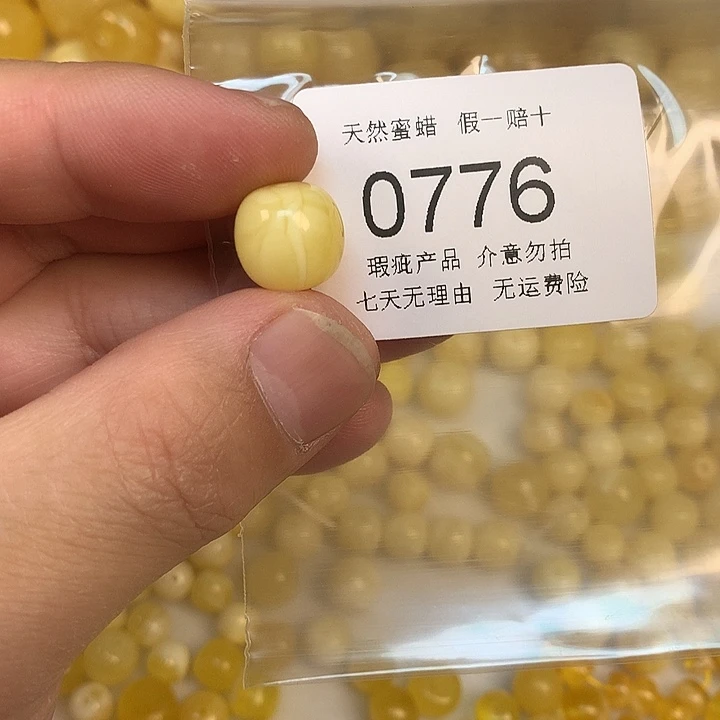 天然蜜蜡 假一赔十
0776
瑕疵产品 介意勿拍
七天无理由 无运费险